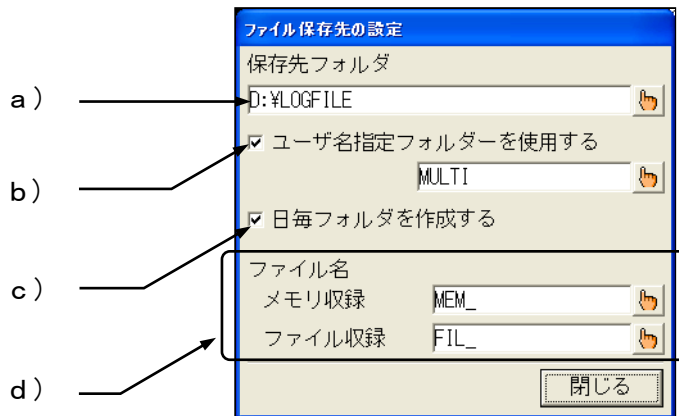 ファイル保存先の設定
保存先フォルダ
a)
D:¥LOGFILE
ユーザ名指定フォルダーを使用する
b)
MULTI
日毎フォルダを作成する
c)
ファイル名
メモリ収録 MEM_
ファイル収録 FIL_
d)
閉じる